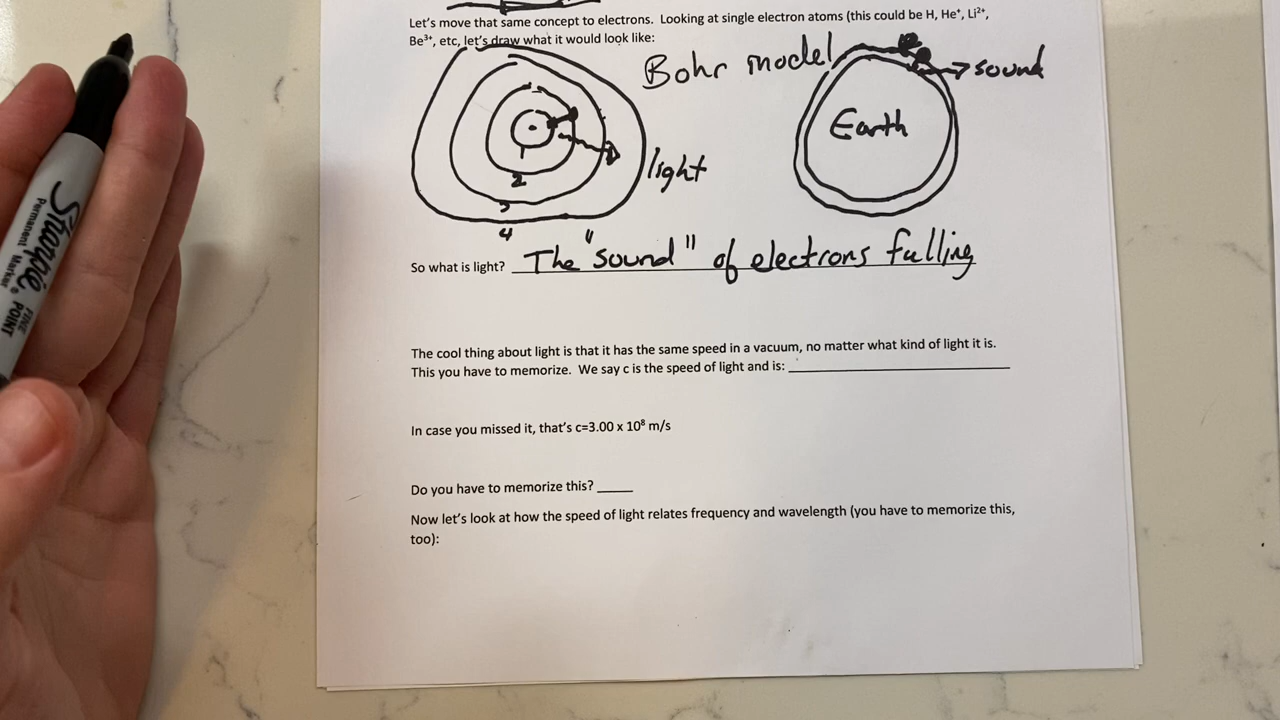 Let's move that same concept to electrons. Looking at single electron atoms (this could be H, He⁺, Li²⁺,
Be³⁺, etc, let's draw what it would look like:
Bohr model
sound
Earth
light
1
2
3
4
So what is light? The "sound" of electrons falling
The cool thing about light is that it has the same speed in a vacuum, no matter what kind of light it is.
This you have to memorize. We say c is the speed of light and is: ____________________
In case you missed it, that's c=3.00 x 10⁸ m/s
Do you have to memorize this? _____
Now let's look at how the speed of light relates frequency and wavelength (you have to memorize this,
too):
Sharpie
Permanent Marker
FINE
POINT